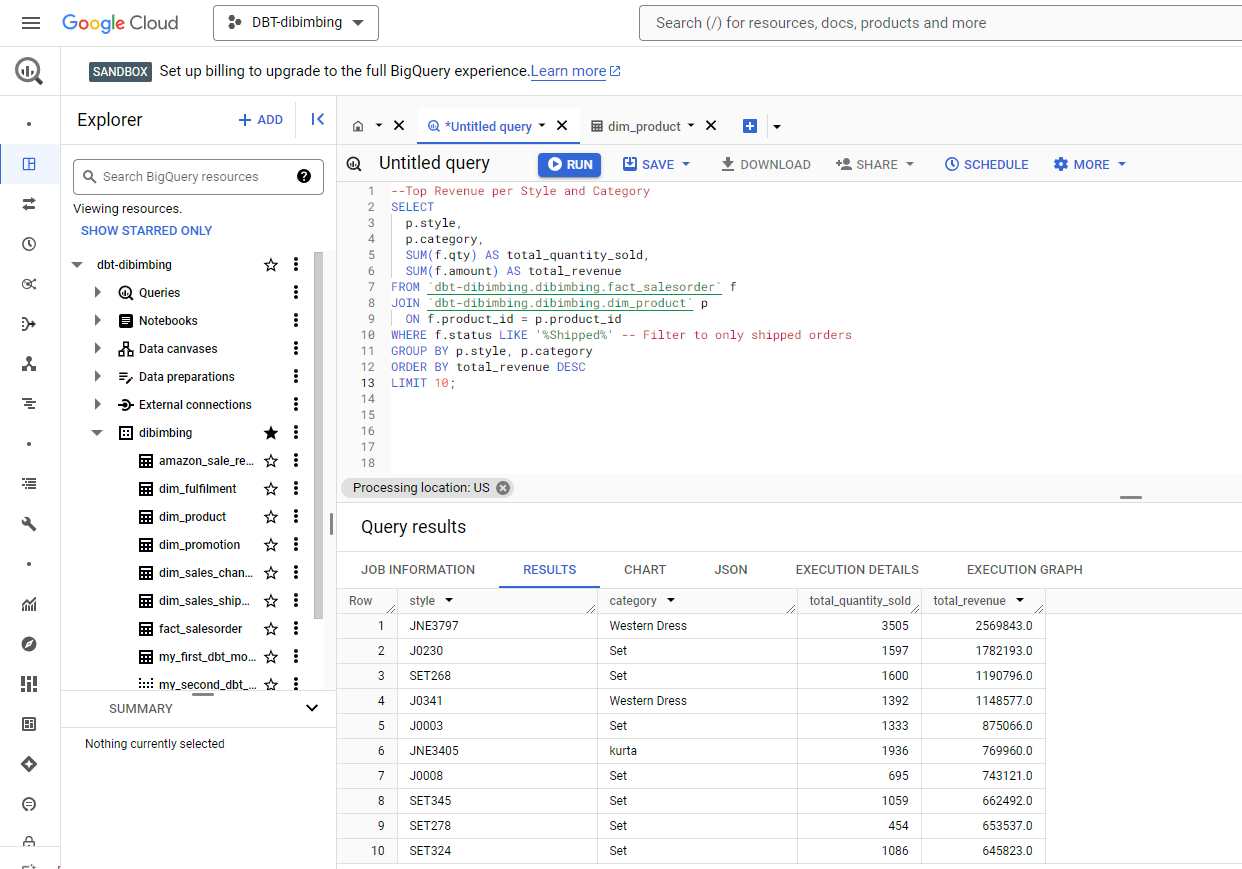 Google Cloud
DBT-dibimbing
Search (/) for resources, docs, products and more
SANDBOX Set up billing to upgrade to the full BigQuery experience. Learn more
Explorer
+ ADD
Search BigQuery resources
Viewing resources.
SHOW STARRED ONLY
dbt-dibimbing
Queries
Notebooks
Data canvases
Data preparations
External connections
dibimbing
amazon_sale_re...
dim_fulfilment
dim_product
dim_promotion
dim_sales_chan...
dim_sales_ship...
fact_salesorder
my_first_dbt_mo...
my_second_dbt_...
SUMMARY
Nothing currently selected
*Untitled query
dim_product
Untitled query
RUN
SAVE
DOWNLOAD
SHARE
SCHEDULE
MORE
1 --Top Revenue per Style and Category
2 SELECT
3 p.style,
4 p.category,
5 SUM(f.qty) AS total_quantity_sold,
6 SUM(f.amount) AS total_revenue
7 FROM `dbt-dibimbing.dibimbing.fact_salesorder` f
8 JOIN `dbt-dibimbing.dibimbing.dim_product` p
9 ON f.product_id = p.product_id
10 WHERE f.status LIKE '%Shipped%' -- Filter to only shipped orders
11 GROUP BY p.style, p.category
12 ORDER BY total_revenue DESC
13 LIMIT 10;
14
15
16
17
18
Processing location: US
Query results
JOB INFORMATION RESULTS CHART JSON EXECUTION DETAILS EXECUTION GRAPH
Row style category total_quantity_sold total_revenue
1 JNE3797 Western Dress 3505 2569843.0
2 J0230 Set 1597 1782193.0
3 SET268 Set 1600 1190796.0
4 J0341 Western Dress 1392 1148577.0
5 J0003 Set 1333 875066.0
6 JNE3405 kurta 1936 769960.0
7 J0008 Set 695 743121.0
8 SET345 Set 1059 662492.0
9 SET278 Set 454 653537.0
10 SET324 Set 1086 645823.0